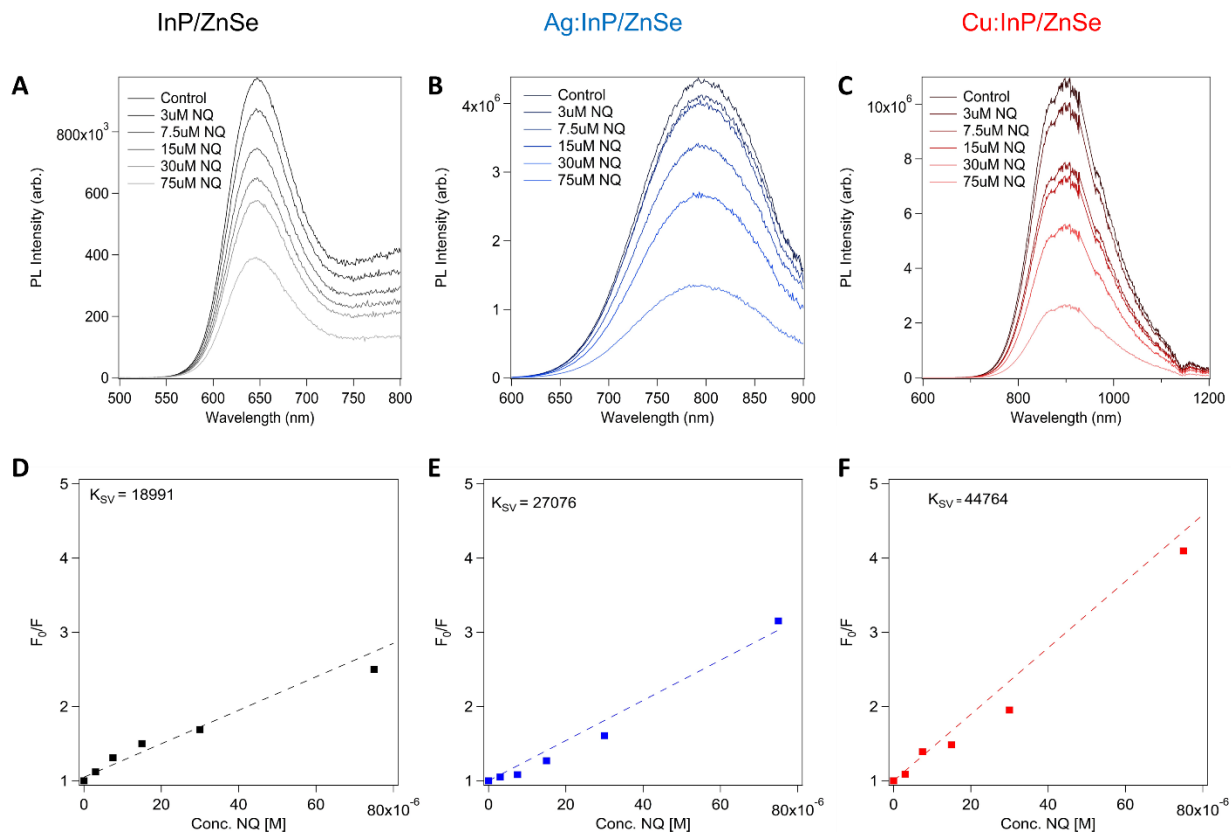 InP/ZnSe
Ag:InP/ZnSe
Cu:InP/ZnSe
A
Control
3uM NQ
7.5uM NQ
15uM NQ
30uM NQ
75uM NQ
800x10³
600
400
200
0
PL Intensity (arb.)
500 550 600 650 700 750 800
Wavelength (nm)
B
Control
3uM NQ
7.5uM NQ
15uM NQ
30uM NQ
75uM NQ
4x10⁶
2
0
PL Intensity (arb.)
600 650 700 750 800 850 900
Wavelength (nm)
C
Control
3uM NQ
7.5uM NQ
15uM NQ
30uM NQ
75uM NQ
10x10⁶
8
6
4
2
0
PL Intensity (arb.)
600 800 1000 1200
Wavelength (nm)
D
K_SV = 18991
5
4
3
2
1
F₀/F
0 20 40 60 80x10⁻⁶
Conc. NQ [M]
E
K_SV = 27076
5
4
3
2
1
F₀/F
0 20 40 60 80x10⁻⁶
Conc. NQ [M]
F
K_SV = 44764
5
4
3
2
1
F₀/F
0 20 40 60 80x10⁻⁶
Conc. NQ [M]